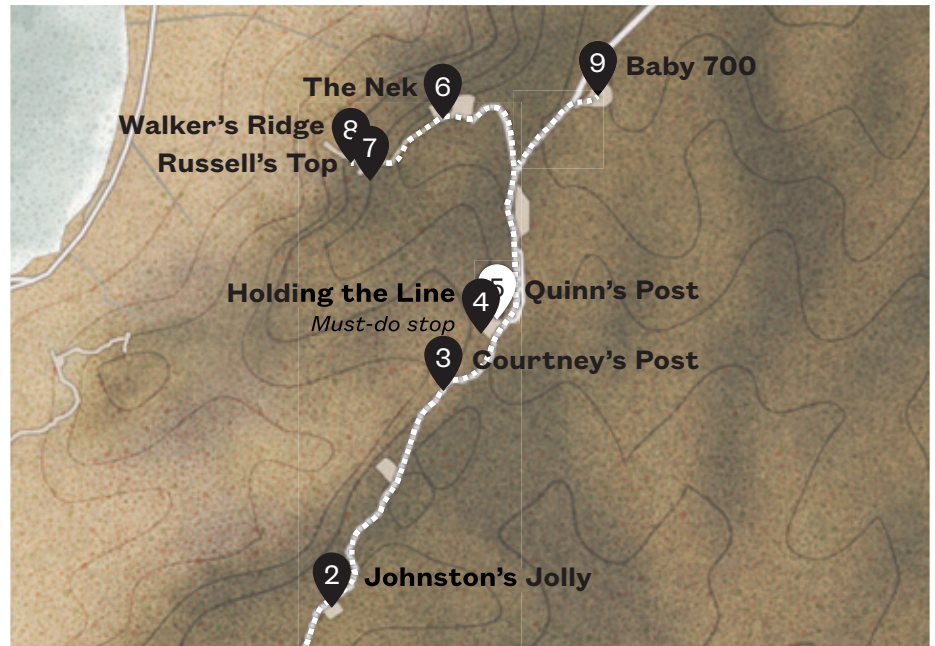 9 Baby 700
The Nek 6
Walker's Ridge 8
7
Russell's Top
Holding the Line 4
Must-do stop
5 Quinn's Post
3 Courtney's Post
2 Johnston's Jolly